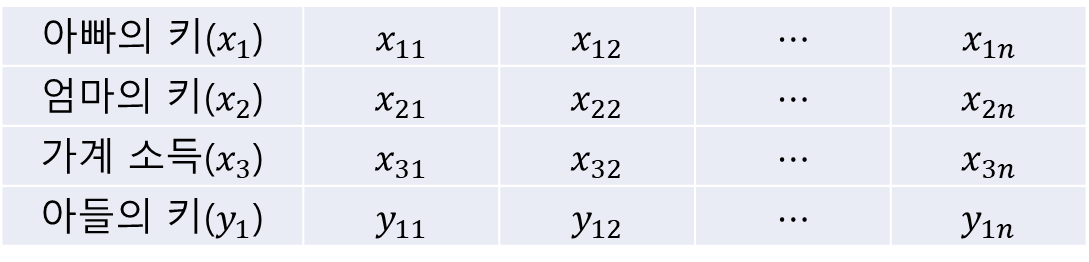 아빠의 키(x₁) x₁₁ x₁₂ ⋯ x₁ₙ
엄마의 키(x₂) x₂₁ x₂₂ ⋯ x₂ₙ
가계 소득(x₃) x₃₁ x₃₂ ⋯ x₃ₙ
아들의 키(y₁) y₁₁ y₁₂ ⋯ y₁ₙ